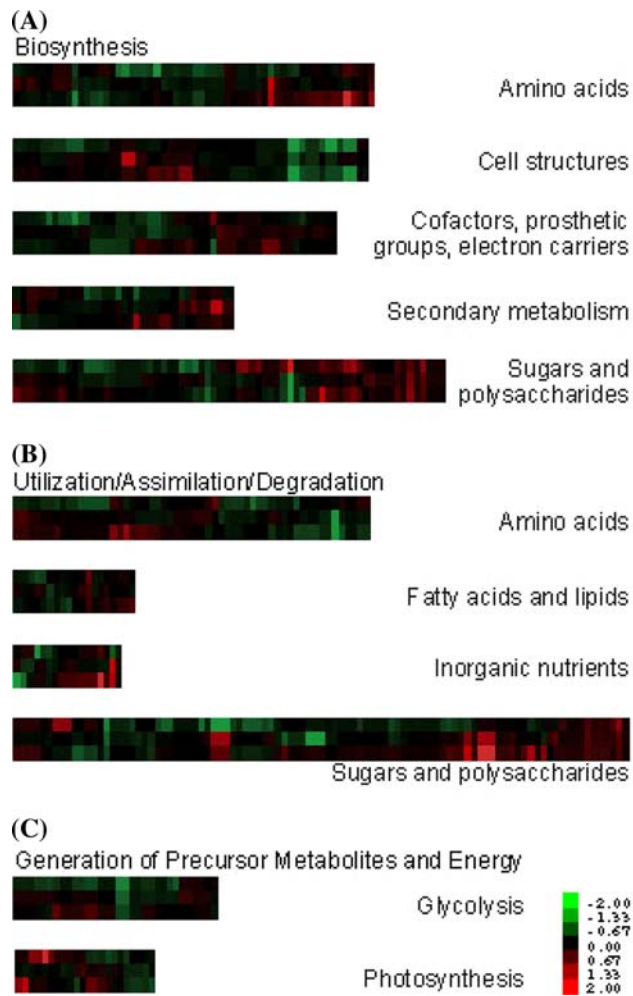 (A)
Biosynthesis
Amino acids
Cell structures
Cofactors, prosthetic
groups, electron carriers
Secondary metabolism
Sugars and
polysaccharides
(B)
Utilization/Assimilation/Degradation
Amino acids
Fatty acids and lipids
Inorganic nutrients
Sugars and polysaccharides
(C)
Generation of Precursor Metabolites and Energy
Glycolysis
Photosynthesis
-2.00
-1.33
-0.67
0.00
0.67
1.33
2.00